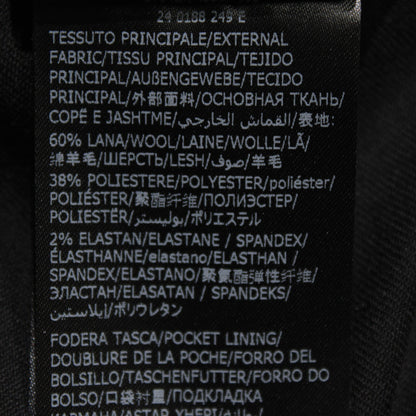 24 0188 249 E
TESSUTO PRINCIPALE/EXTERNAL
FABRIC/TISSU PRINCIPAL/TEJIDO
PRINCIPAL/AUßENGEWEBE/TECIDO
PRINCIPAL/外部面料/ОСНОВНАЯ ТКАНЬ/
COPË E JASHTME/القماش الخارجي/表地:
60% LANA/WOOL/LAINE/WOLLE/LÃ/
绵羊毛/ШЕРСТЬ/LESH/صوف/羊毛
38% POLIESTERE/POLYESTER/poliéster/
POLIÉSTER/聚酯纤维/ПОЛИЭСТЕР/
POLIESTËR/بوليستر/ポリエステル
2% ELASTAN/ELASTANE / SPANDEX/
ÉLASTHANNE/elastano/ELASTHAN /
SPANDEX/ELASTANO/聚氨酯弹性纤维/
ЭЛАСТАН/ELASATAN / SPANDEKS/
إيلاستين/ポリウレタン
FODERA TASCA/POCKET LINING/
DOUBLURE DE LA POCHE/FORRO DEL
BOLSILLO/TASCHENFUTTER/FORRO DO
BOLSO/口袋衬里/ПОДКЛАДКА
КАРМАНА/ASTAR XHEPI/